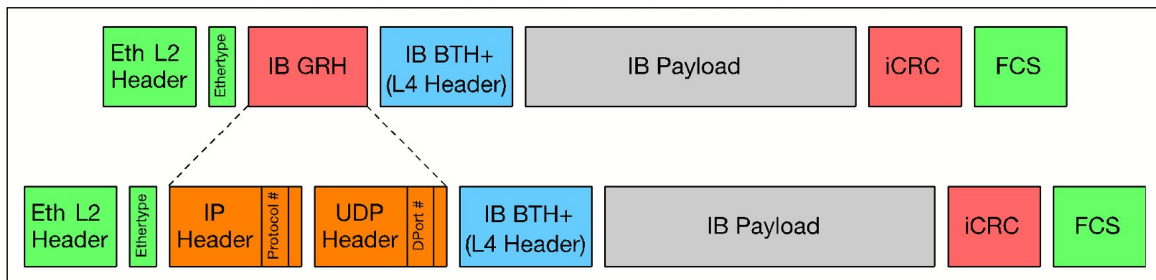 Eth L2
Header
Ethertype
IB GRH
IB BTH+
(L4 Header)
IB Payload
iCRC
FCS
Eth L2
Header
Ethertype
IP
Header
Protocol #
UDP
Header
DPort #
IB BTH+
(L4 Header)
IB Payload
iCRC
FCS